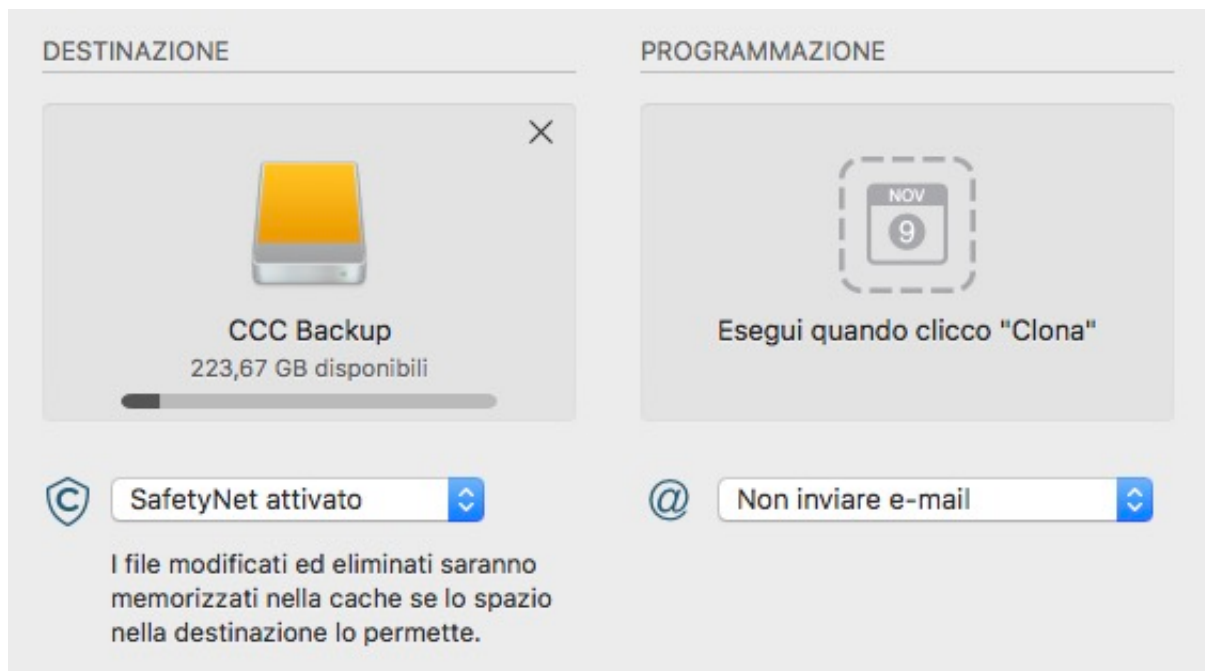 DESTINAZIONE
CCC Backup
223,67 GB disponibili
SafetyNet attivato
I file modificati ed eliminati saranno
memorizzati nella cache se lo spazio
nella destinazione lo permette.
PROGRAMMAZIONE
NOV
9
Esegui quando clicco "Clona"
@ Non inviare e-mail